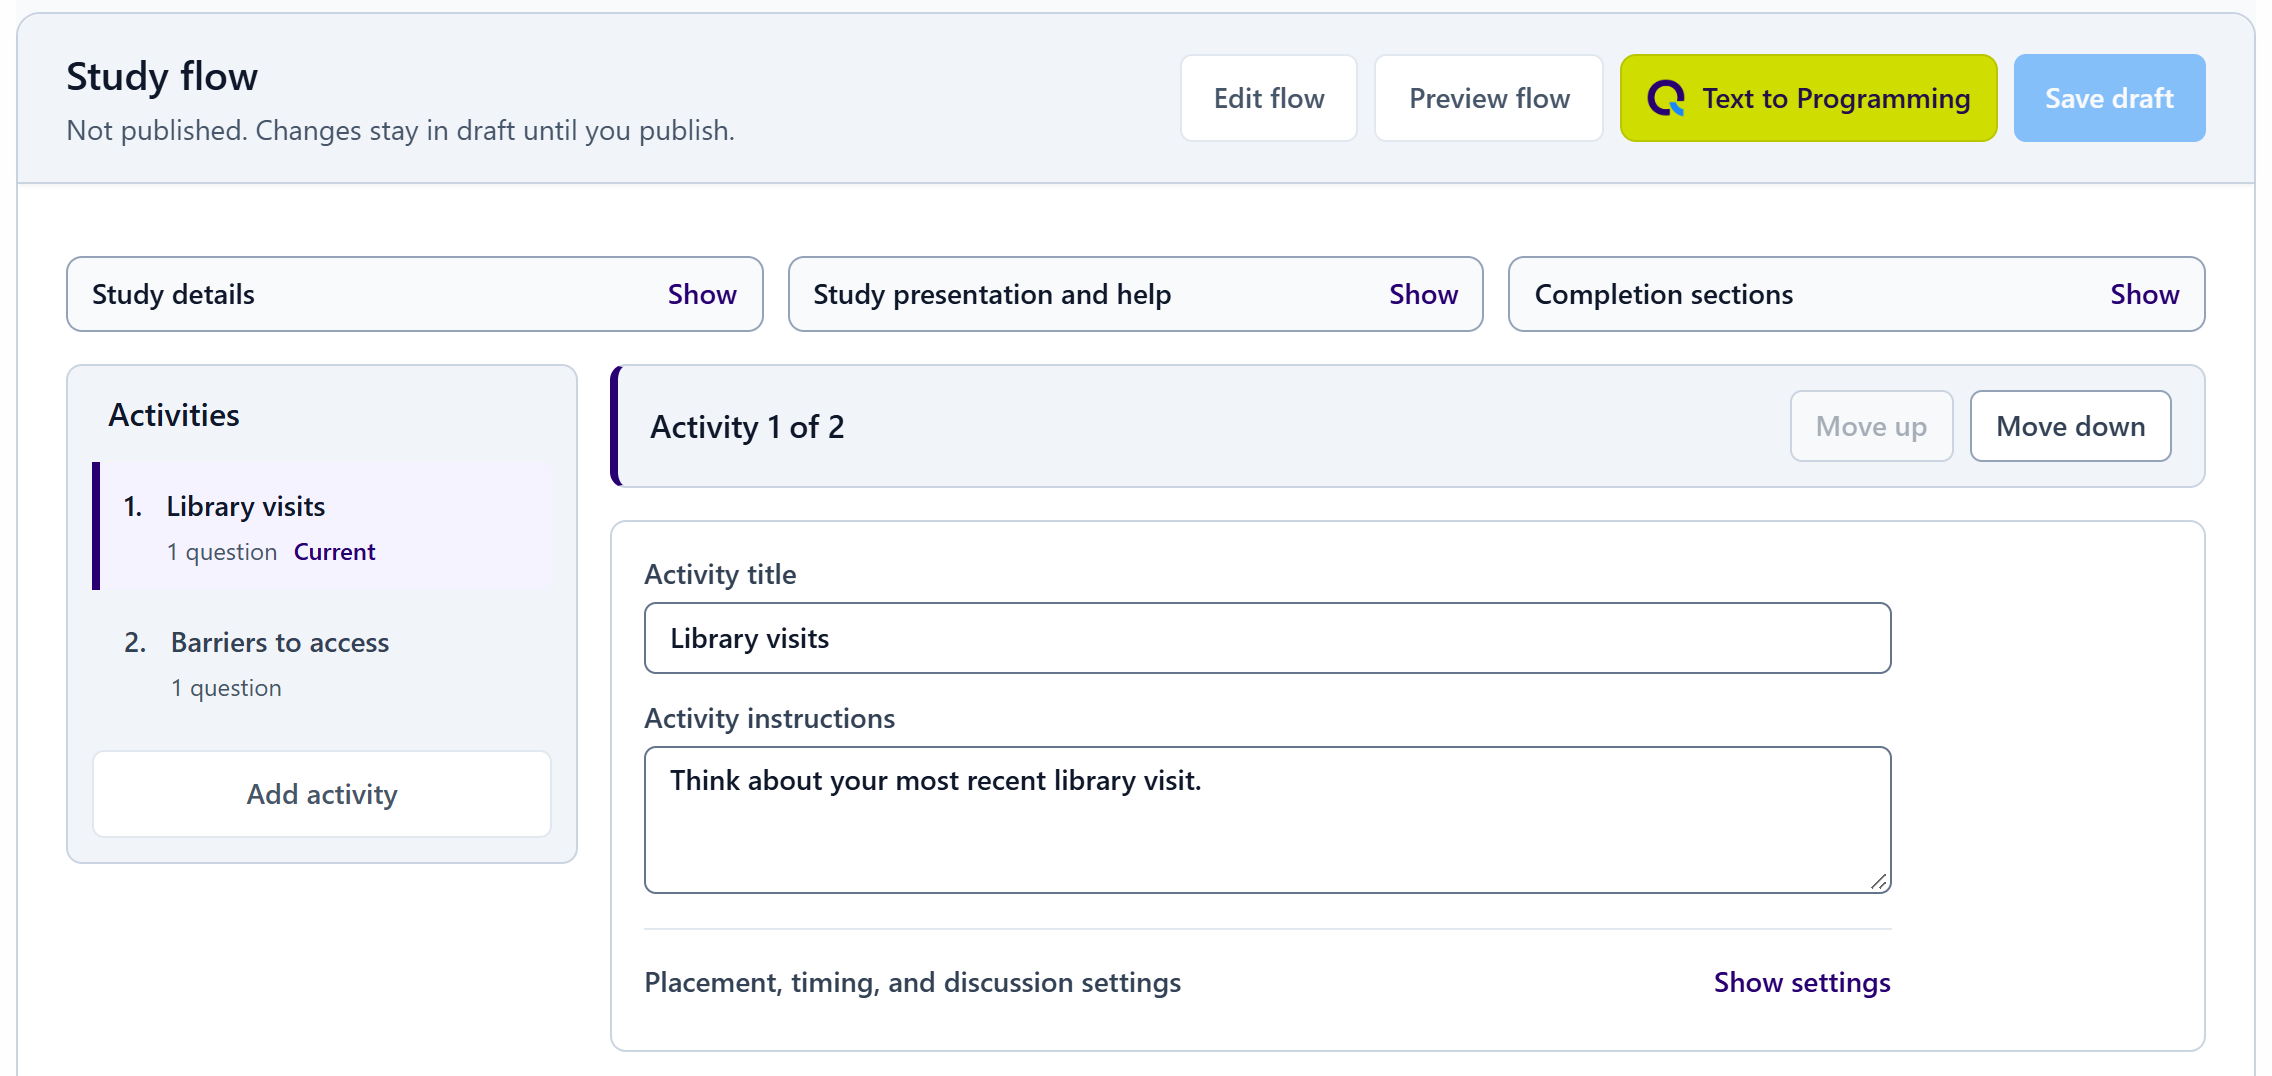 Study flow
Not published. Changes stay in draft until you publish.
Edit flow
Preview flow
Text to Programming
Save draft
Study details
Show
Study presentation and help
Show
Completion sections
Show
Activities
1. Library visits
1 question Current
2. Barriers to access
1 question
Add activity
Activity 1 of 2
Move up
Move down
Activity title
Library visits
Activity instructions
Think about your most recent library visit.
Placement, timing, and discussion settings
Show settings